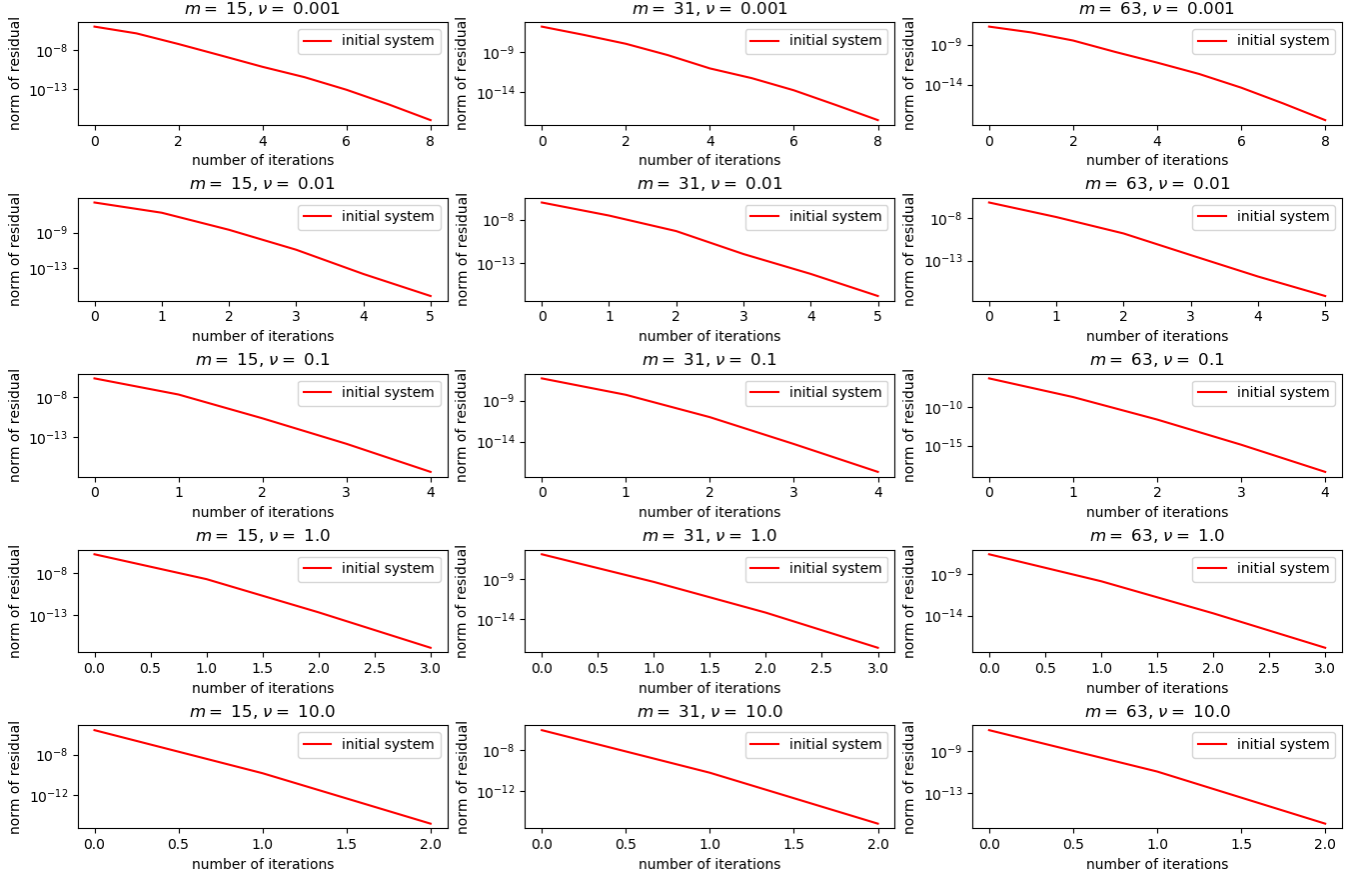 m = 15, ν = 0.001
norm of residual
10⁻⁸
10⁻¹³
initial system
0 2 4 6 8
number of iterations
m = 31, ν = 0.001
norm of residual
10⁻⁹
10⁻¹⁴
initial system
0 2 4 6 8
number of iterations
m = 63, ν = 0.001
norm of residual
10⁻⁹
10⁻¹⁴
initial system
0 2 4 6 8
number of iterations
m = 15, ν = 0.01
norm of residual
10⁻⁹
10⁻¹³
initial system
0 1 2 3 4 5
number of iterations
m = 31, ν = 0.01
norm of residual
10⁻⁸
10⁻¹³
initial system
0 1 2 3 4 5
number of iterations
m = 63, ν = 0.01
norm of residual
10⁻⁸
10⁻¹³
initial system
0 1 2 3 4 5
number of iterations
m = 15, ν = 0.1
norm of residual
10⁻⁸
10⁻¹³
initial system
0 1 2 3 4
number of iterations
m = 31, ν = 0.1
norm of residual
10⁻⁹
10⁻¹⁴
initial system
0 1 2 3 4
number of iterations
m = 63, ν = 0.1
norm of residual
10⁻¹⁰
10⁻¹⁵
initial system
0 1 2 3 4
number of iterations
m = 15, ν = 1.0
norm of residual
10⁻⁸
10⁻¹³
initial system
0.0 0.5 1.0 1.5 2.0 2.5 3.0
number of iterations
m = 31, ν = 1.0
norm of residual
10⁻⁹
10⁻¹⁴
initial system
0.0 0.5 1.0 1.5 2.0 2.5 3.0
number of iterations
m = 63, ν = 1.0
norm of residual
10⁻⁹
10⁻¹⁴
initial system
0.0 0.5 1.0 1.5 2.0 2.5 3.0
number of iterations
m = 15, ν = 10.0
norm of residual
10⁻⁸
10⁻¹²
initial system
0.0 0.5 1.0 1.5 2.0
number of iterations
m = 31, ν = 10.0
norm of residual
10⁻⁸
10⁻¹²
initial system
0.0 0.5 1.0 1.5 2.0
number of iterations
m = 63, ν = 10.0
norm of residual
10⁻⁹
10⁻¹³
initial system
0.0 0.5 1.0 1.5 2.0
number of iterations